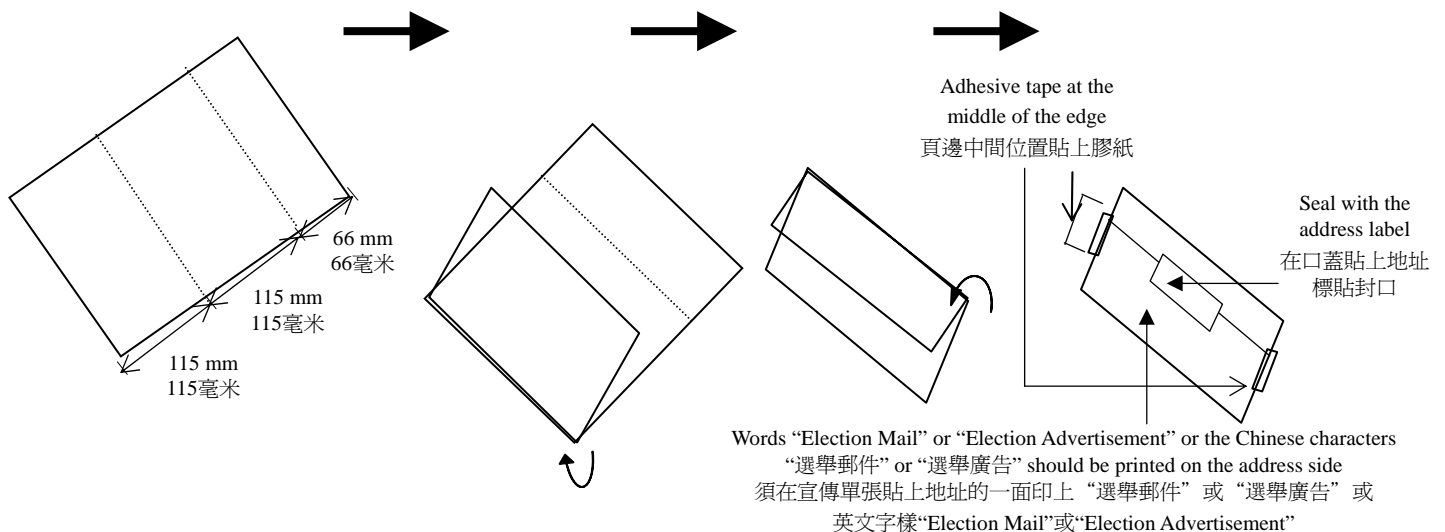 Adhesive tape at the
middle of the edge
頁邊中間位置貼上膠紙
Seal with the
address label
在口蓋貼上地址
標貼封口
66 mm
66毫米
115 mm
115毫米
115 mm
115毫米
Words “Election Mail” or “Election Advertisement” or the Chinese characters
“選舉郵件” or “選舉廣告” should be printed on the address side
須在宣傳單張貼上地址的一面印上“選舉郵件”或“選舉廣告”或
英文字樣“Election Mail”或“Election Advertisement”